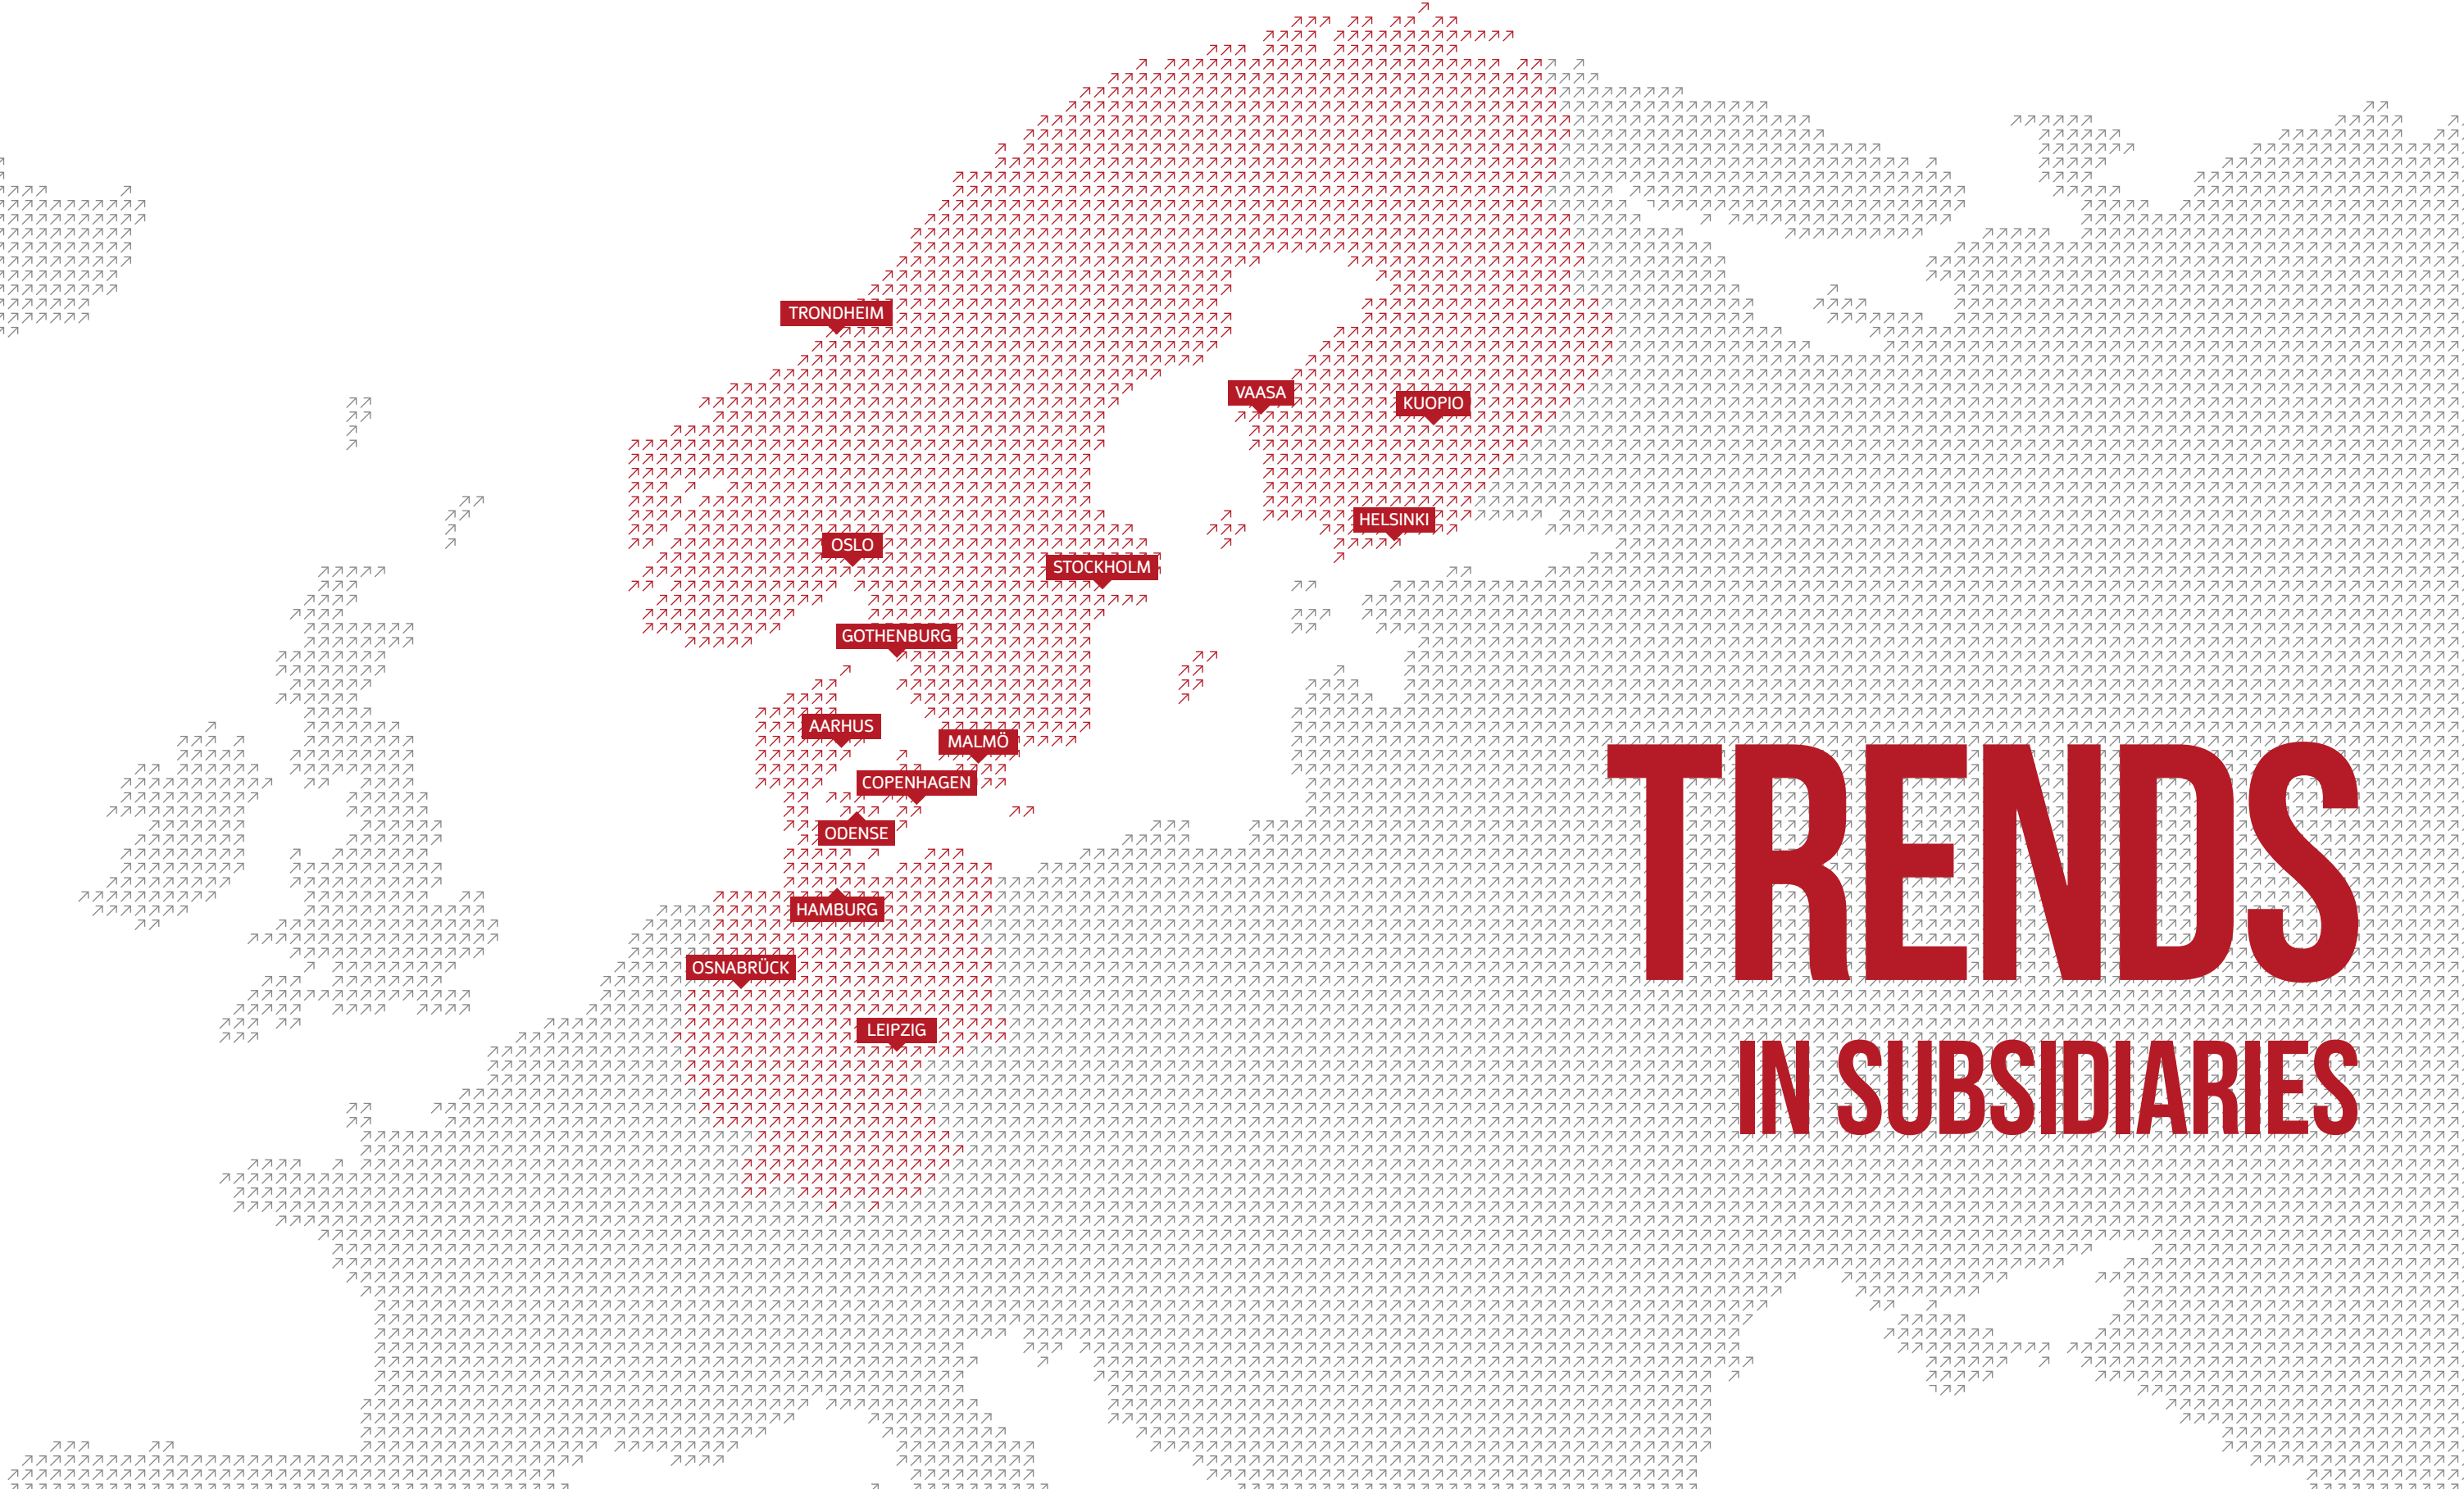 TRONDHEIM
VAASA
KUOPIO
HELSINKI
OSLO
STOCKHOLM
GOTHENBURG
AARHUS
MALMÖ
COPENHAGEN
ODENSE
HAMBURG
OSNABRÜCK
LEIPZIG
TRENDS
IN SUBSIDIARIES